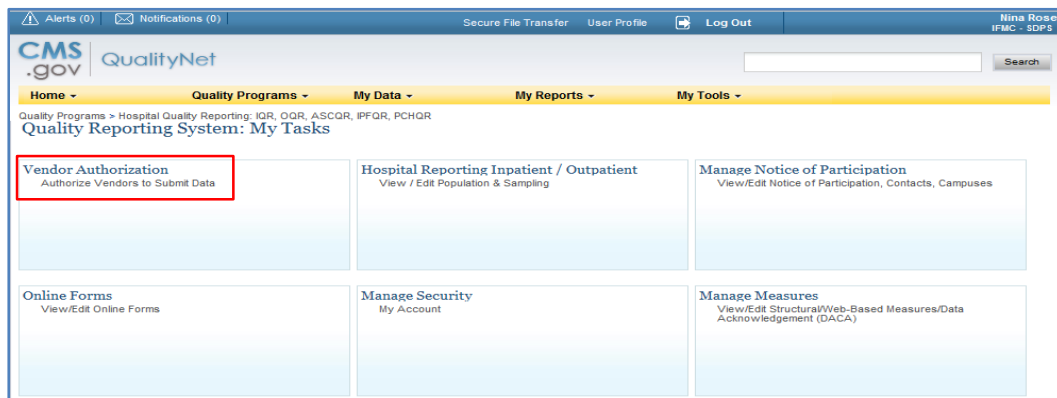 Alerts (0) Notifications (0) Secure File Transfer User Profile Log Out Nina Rose
IFMC - SDPS
CMS
.gov
QualityNet
Search
Home Quality Programs My Data My Reports My Tools
Quality Programs > Hospital Quality Reporting: IQR, OQR, ASCQR, IPFQR, PCHQR
Quality Reporting System: My Tasks
Vendor Authorization
Authorize Vendors to Submit Data
Hospital Reporting Inpatient / Outpatient
View / Edit Population & Sampling
Manage Notice of Participation
View/Edit Notice of Participation, Contacts, Campuses
Online Forms
View/Edit Online Forms
Manage Security
My Account
Manage Measures
View/Edit Structural/Web-Based Measures/Data
Acknowledgement (DACA)